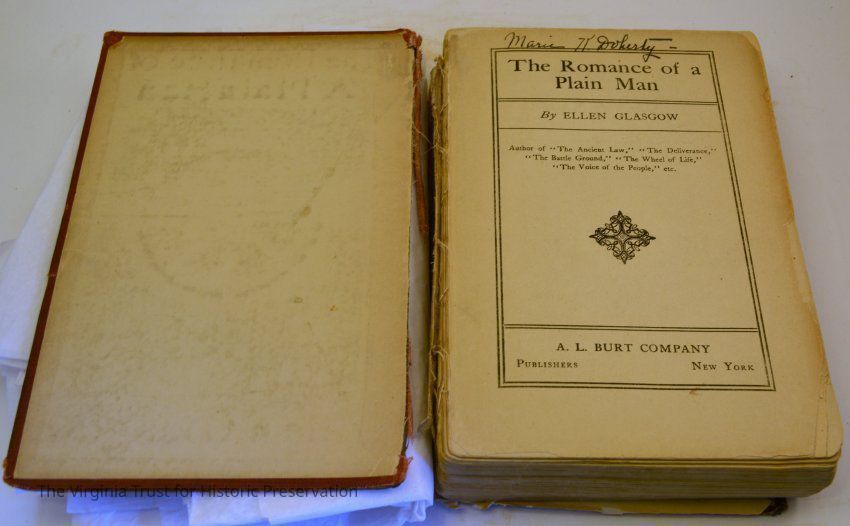 Marie K Doherty
The Romance of a
Plain Man
By ELLEN GLASGOW
Author of "The Ancient Law," "The Deliverance,"
"The Battle Ground," "The Wheel of Life,"
"The Voice of the People," etc.
A. L. BURT COMPANY
PUBLISHERS NEW YORK
The Virginia Trust for Historic Preservation